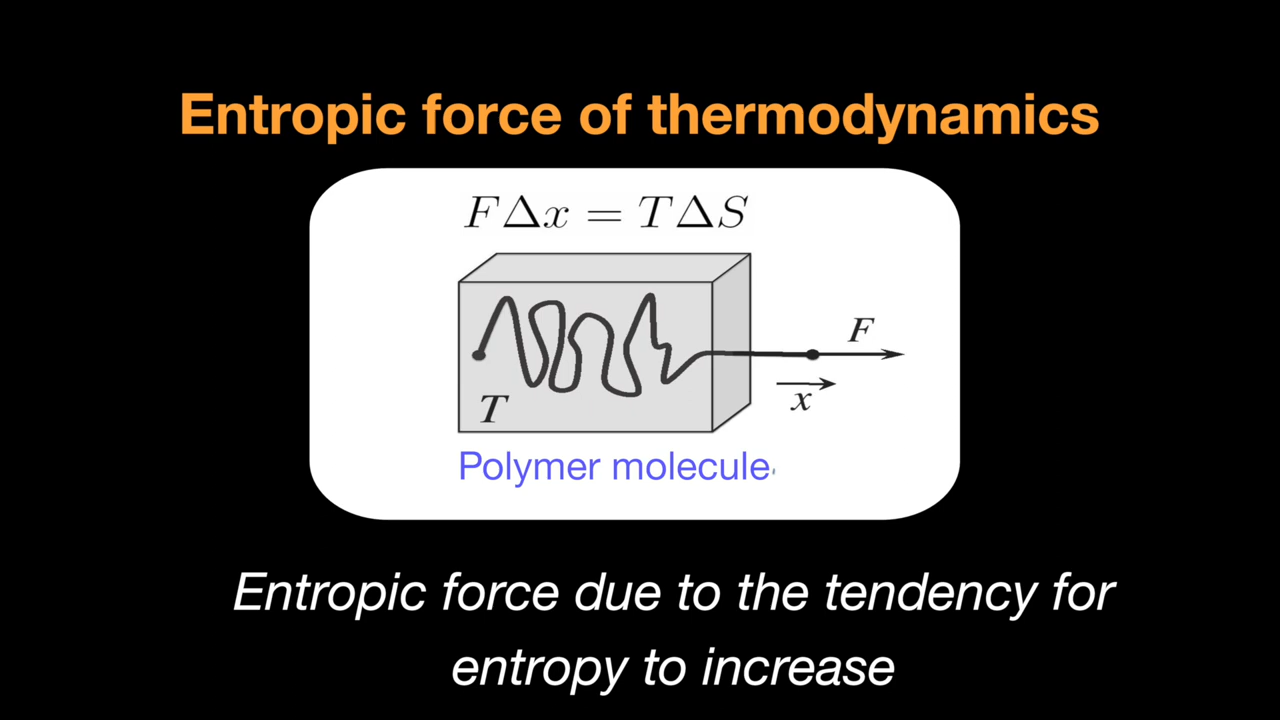 Entropic force of thermodynamics
FΔx = TΔS
F
x
T
Polymer molecule
Entropic force due to the tendency for
entropy to increase